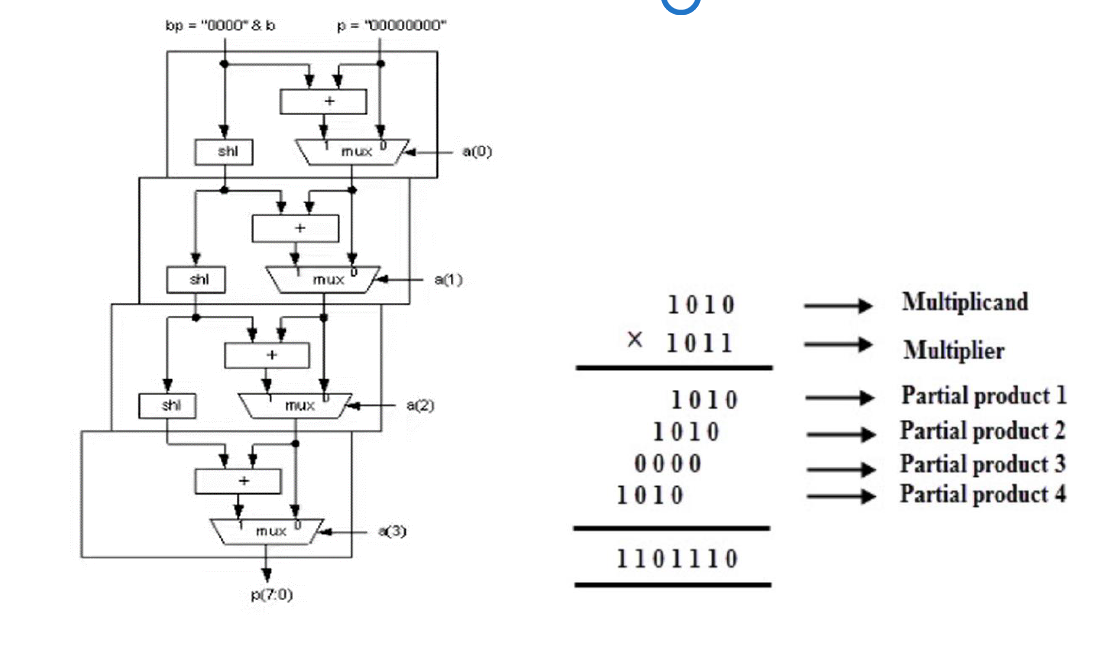 bp = "0000" & b
p = "00000000"
+
shl
1 mux 0
a(0)
+
shl
1 mux 0
a(1)
+
shl
1 mux 0
a(2)
+
1 mux 0
a(3)
p(7:0)
1010
Multiplicand
× 1011
Multiplier
1010
Partial product 1
1010
Partial product 2
0000
Partial product 3
1010
Partial product 4
1101110